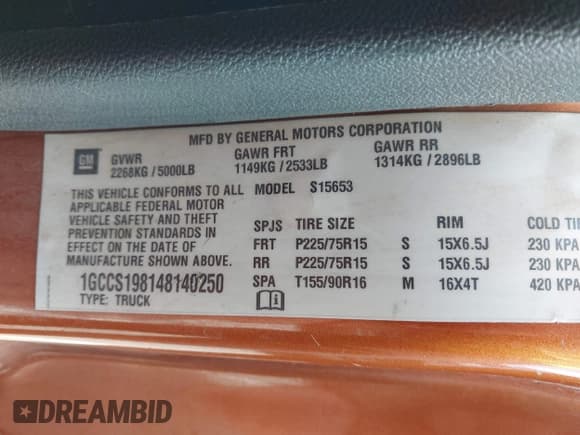 MFD BY GENERAL MOTORS CORPORATION
GM GVWR GAWR FRT GAWR RR
2268KG / 5000LB 1149KG / 2533LB 1314KG / 2896LB
THIS VEHICLE CONFORMS TO ALL MODEL S15653
APPLICABLE FEDERAL MOTOR
VEHICLE SAFETY AND THEFT SPJS TIRE SIZE RIM COLD TI
PREVENTION STANDARDS IN FRT P225/75R15 S 15X6.5J 230 KPA
EFFECT ON THE DATE OF RR P225/75R15 S 15X6.5J 230 KPA
MANUFACTURE SHOWN ABOVE.
1GCCS198148140250 SPA T155/90R16 M 16X4T 420 KPA
TYPE: TRUCK
DREAMBID